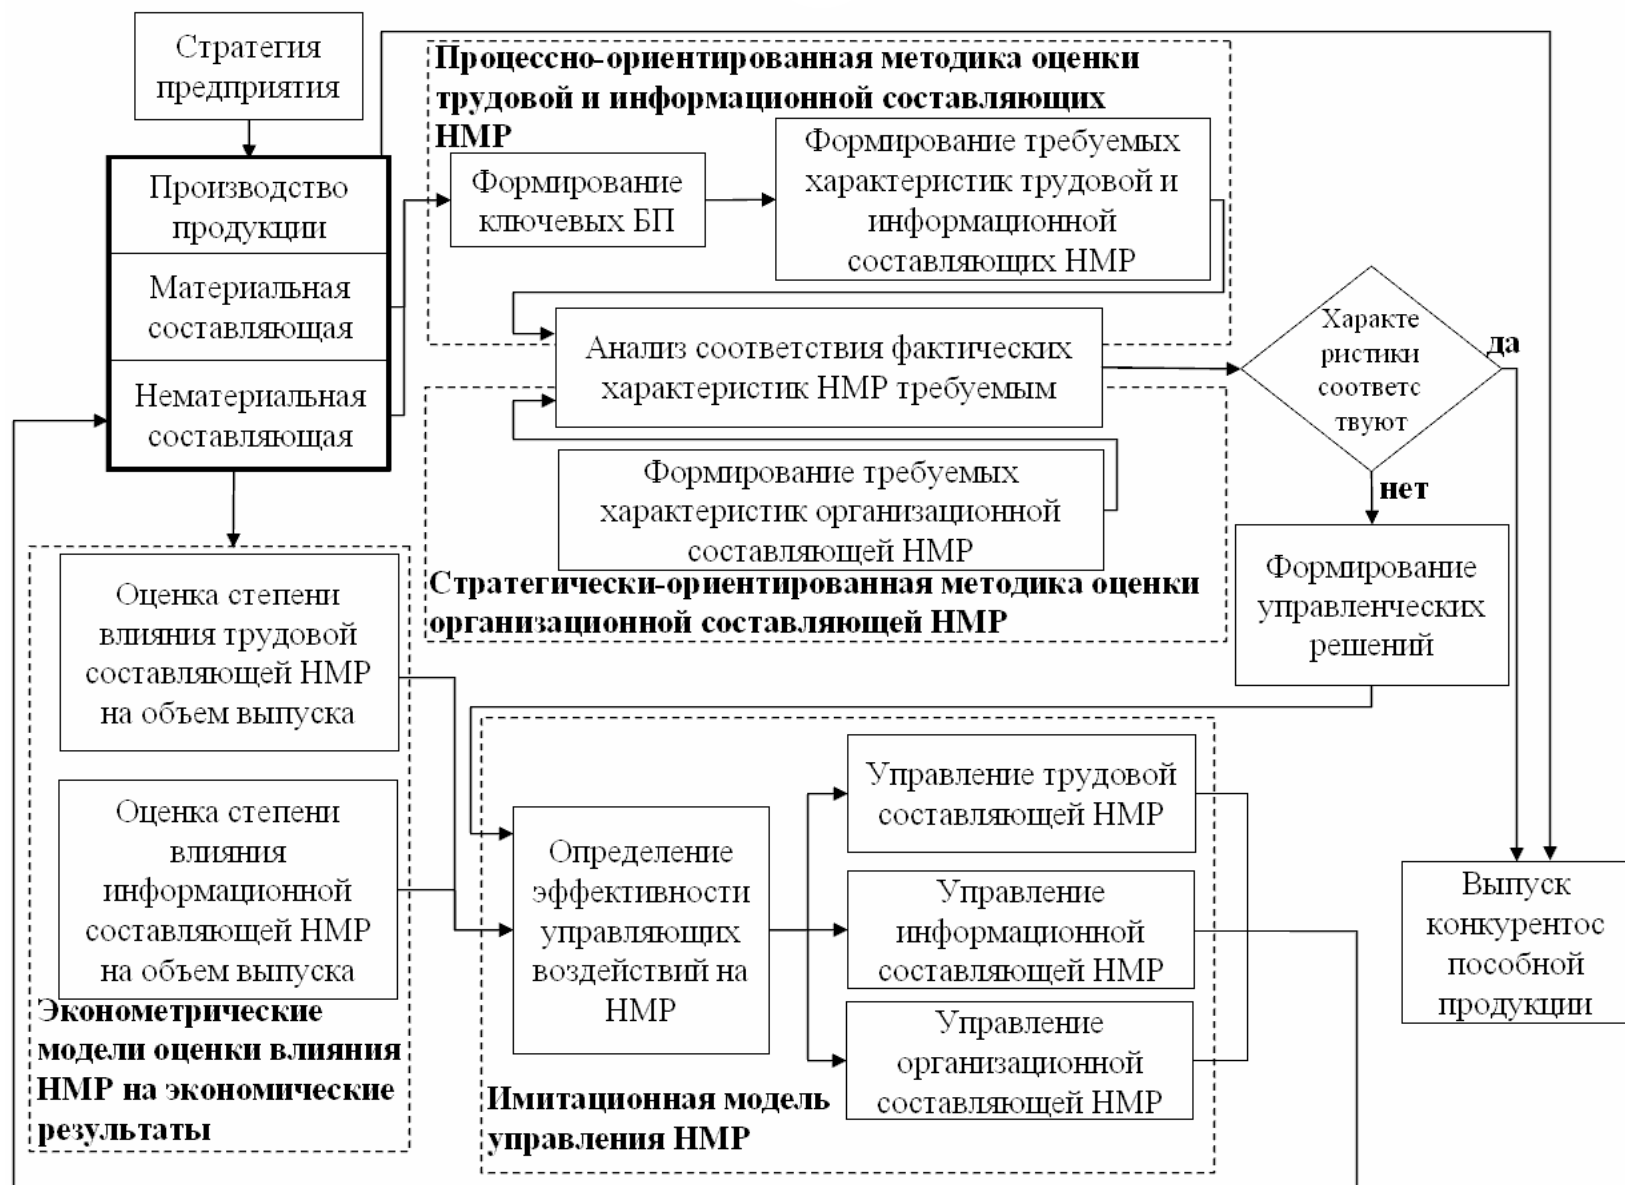 Стратегия
предприятия
Производство
продукции
Материальная
составляющая
Нематериальная
составляющая
Процессно-ориентированная методика оценки
трудовой и информационной составляющих
НМР
Формирование
ключевых БП
Формирование требуемых
характеристик трудовой и
информационной
составляющих НМР
Анализ соответствия фактических
характеристик НМР требуемым
Характе
ристики
соответс
твуют
да
нет
Формирование требуемых
характеристик организационной
составляющей НМР
Стратегически-ориентированная методика оценки
организационной составляющей НМР
Формирование
управленческих
решений
Оценка степени
влияния трудовой
составляющей НМР
на объем выпуска
Оценка степени
влияния
информационной
составляющей НМР
на объем выпуска
Эконометрические
модели оценки влияния
НМР на экономические
результаты
Определение
эффективности
управляющих
воздействий на
НМР
Управление трудовой
составляющей НМР
Управление
информационной
составляющей НМР
Управление
организационной
составляющей НМР
Имитационная модель
управления НМР
Выпуск
конкурентос
пособной
продукции